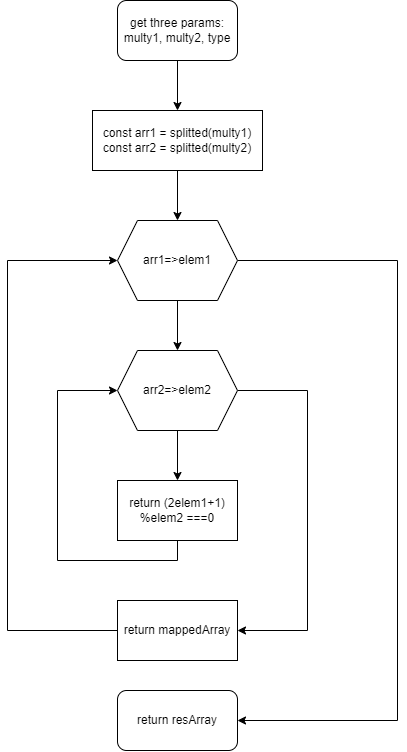 get three params:
multy1, multy2, type
const arr1 = splitted(multy1)
const arr2 = splitted(multy2)
arr1=>elem1
arr2=>elem2
return (2elem1+1)
%elem2 ===0
return mappedArray
return resArray